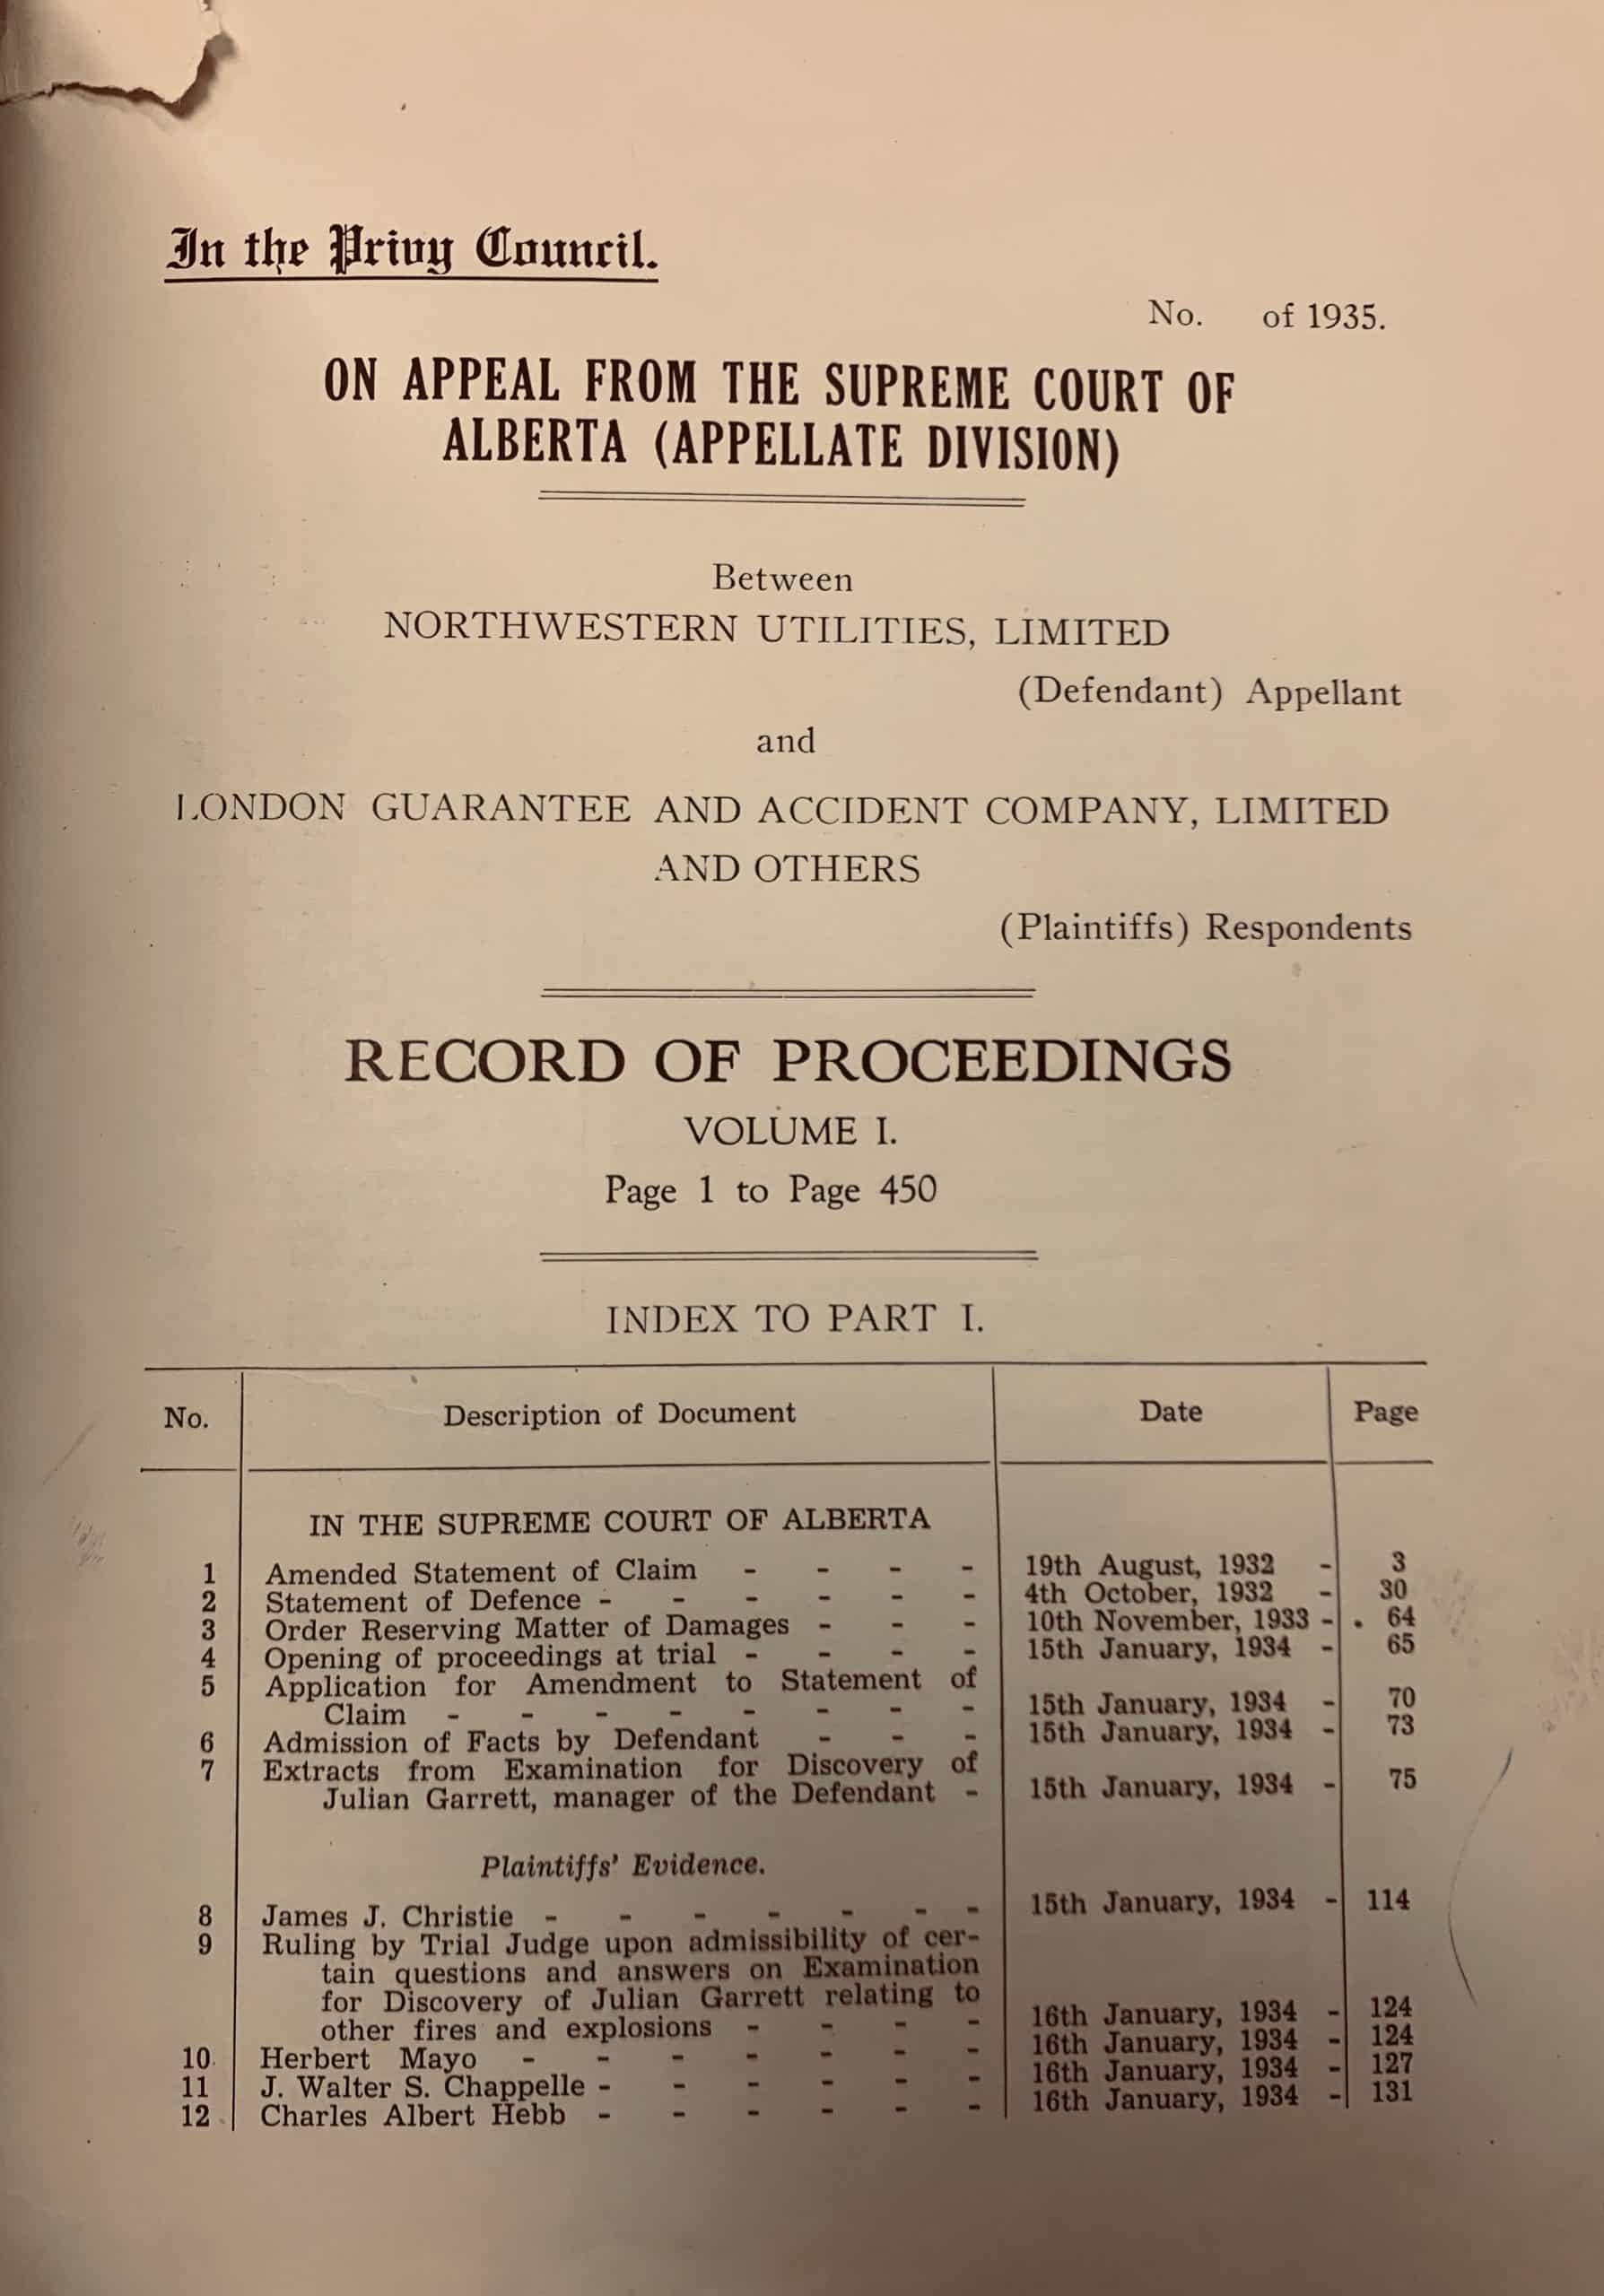 In the Privy Council.
No. of 1935.
ON APPEAL FROM THE SUPREME COURT OF
ALBERTA (APPELLATE DIVISION)
Between
NORTHWESTERN UTILITIES, LIMITED
(Defendant) Appellant
and
LONDON GUARANTEE AND ACCIDENT COMPANY, LIMITED
AND OTHERS
(Plaintiffs) Respondents
RECORD OF PROCEEDINGS
VOLUME I.
Page 1 to Page 450
INDEX TO PART I.
No. Description of Document Date Page
IN THE SUPREME COURT OF ALBERTA
1 Amended Statement of Claim - - - - 19th August, 1932 - 3
2 Statement of Defence - - - - - - 4th October, 1932 - 30
3 Order Reserving Matter of Damages - - - 10th November, 1933 - 64
4 Opening of proceedings at trial - - - - 15th January, 1934 - 65
5 Application for Amendment to Statement of
Claim - - - - - - - - 15th January, 1934 - 70
6 Admission of Facts by Defendant - - - 15th January, 1934 - 73
7 Extracts from Examination for Discovery of
Julian Garrett, manager of the Defendant - 15th January, 1934 - 75
Plaintiffs' Evidence.
8 James J. Christie - - - - - - - 15th January, 1934 - 114
9 Ruling by Trial Judge upon admissibility of cer-
tain questions and answers on Examination
for Discovery of Julian Garrett relating to
other fires and explosions - - - - 16th January, 1934 - 124
10 Herbert Mayo - - - - - - - 16th January, 1934 - 124
11 J. Walter S. Chappelle - - - - - - 16th January, 1934 - 127
12 Charles Albert Hebb - - - - - - 16th January, 1934 - 131